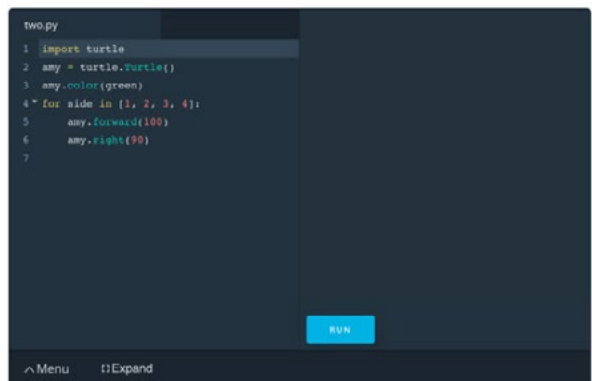 two.py
1 import turtle
2 amy = turtle.Turtle()
3 amy.color(green)
4 for side in [1, 2, 3, 4]:
5     amy.forward(100)
6     amy.right(90)
7
RUN
Menu Expand